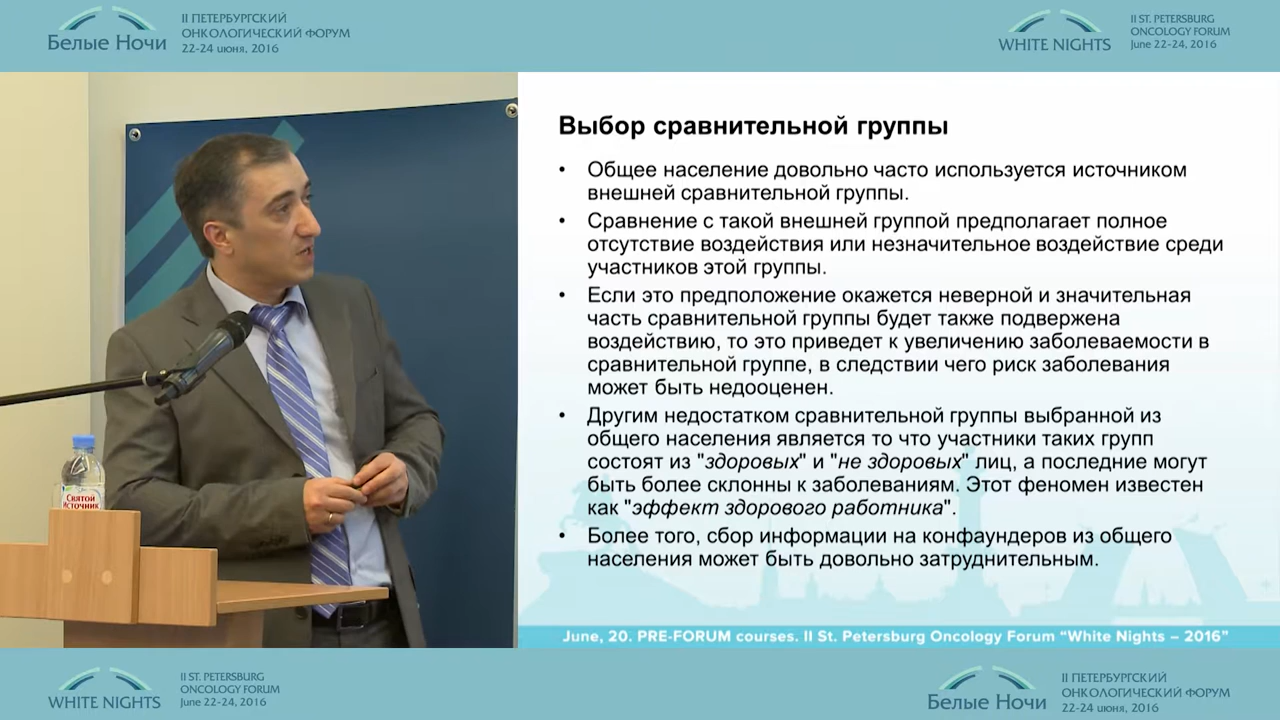 Белые Ночи
II ПЕТЕРБУРГСКИЙ
ОНКОЛОГИЧЕСКИЙ ФОРУМ
22-24 июня, 2016
WHITE NIGHTS
II ST. PETERSBURG
ONCOLOGY FORUM
June 22-24, 2016
Святой
Источник
Выбор сравнительной группы
• Общее население довольно часто используется источником
внешней сравнительной группы.
• Сравнение с такой внешней группой предполагает полное
отсутствие воздействия или незначительное воздействие среди
участников этой группы.
• Если это предположение окажется неверной и значительная
часть сравнительной группы будет также подвержена
воздействию, то это приведет к увеличению заболеваемости в
сравнительной группе, в следствии чего риск заболевания
может быть недооценен.
• Другим недостатком сравнительной группы выбранной из
общего населения является то что участники таких групп
состоят из "здоровых" и "не здоровых" лиц, а последние могут
быть более склонны к заболеваниям. Этот феномен известен
как "эффект здорового работника".
• Более того, сбор информации на конфаундеров из общего
населения может быть довольно затруднительным.
June, 20. PRE-FORUM courses. II St. Petersburg Oncology Forum “White Nights – 2016”
WHITE NIGHTS
II ST. PETERSBURG
ONCOLOGY FORUM
June 22-24, 2016
Белые Ночи
II ПЕТЕРБУРГСКИЙ
ОНКОЛОГИЧЕСКИЙ ФОРУМ
22-24 июня, 2016